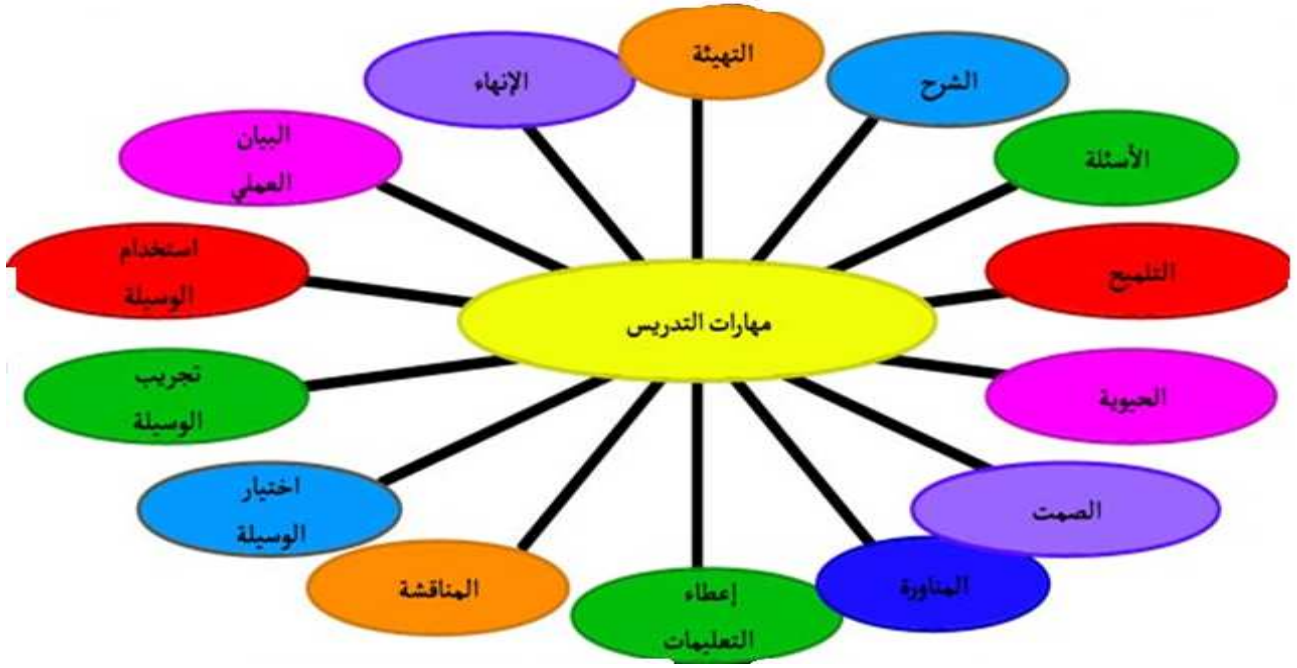 التهيئة
الشرح
الإنهاء
الأسئلة
البيان
العملي
التلميح
استخدام
الوسيلة
مهارات التدريس
الحيوية
تجريب
الوسيلة
الصمت
اختيار
الوسيلة
المناورة
المناقشة
إعطاء
التعليمات